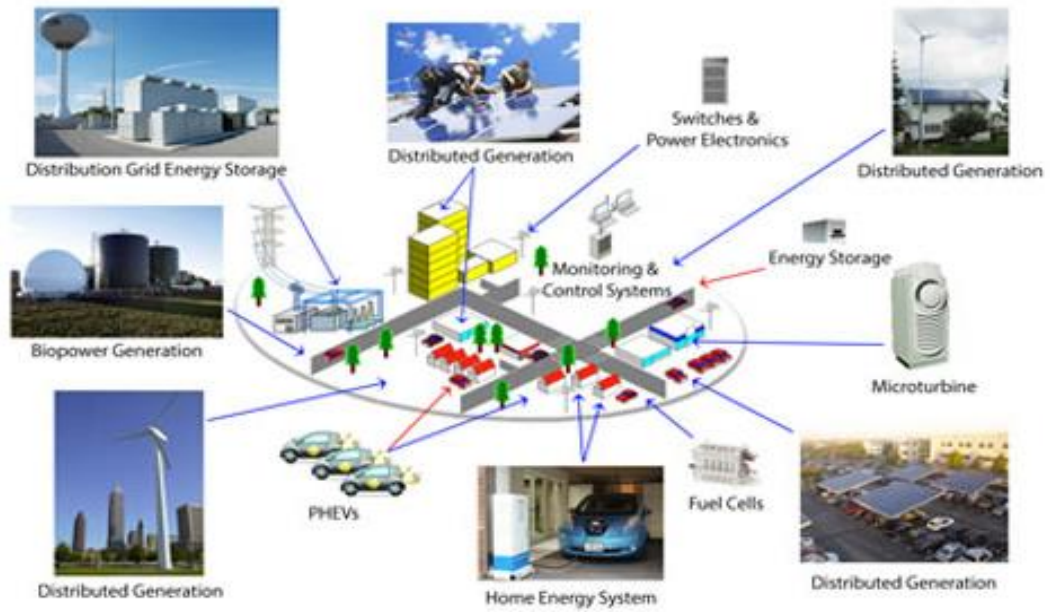 Switches &
Power Electronics
Distribution Grid Energy Storage
Distributed Generation
Distributed Generation
Monitoring &
Control Systems
Energy Storage
Biopower Generation
Microturbine
PHEVs
Fuel Cells
Distributed Generation
Home Energy System
Distributed Generation